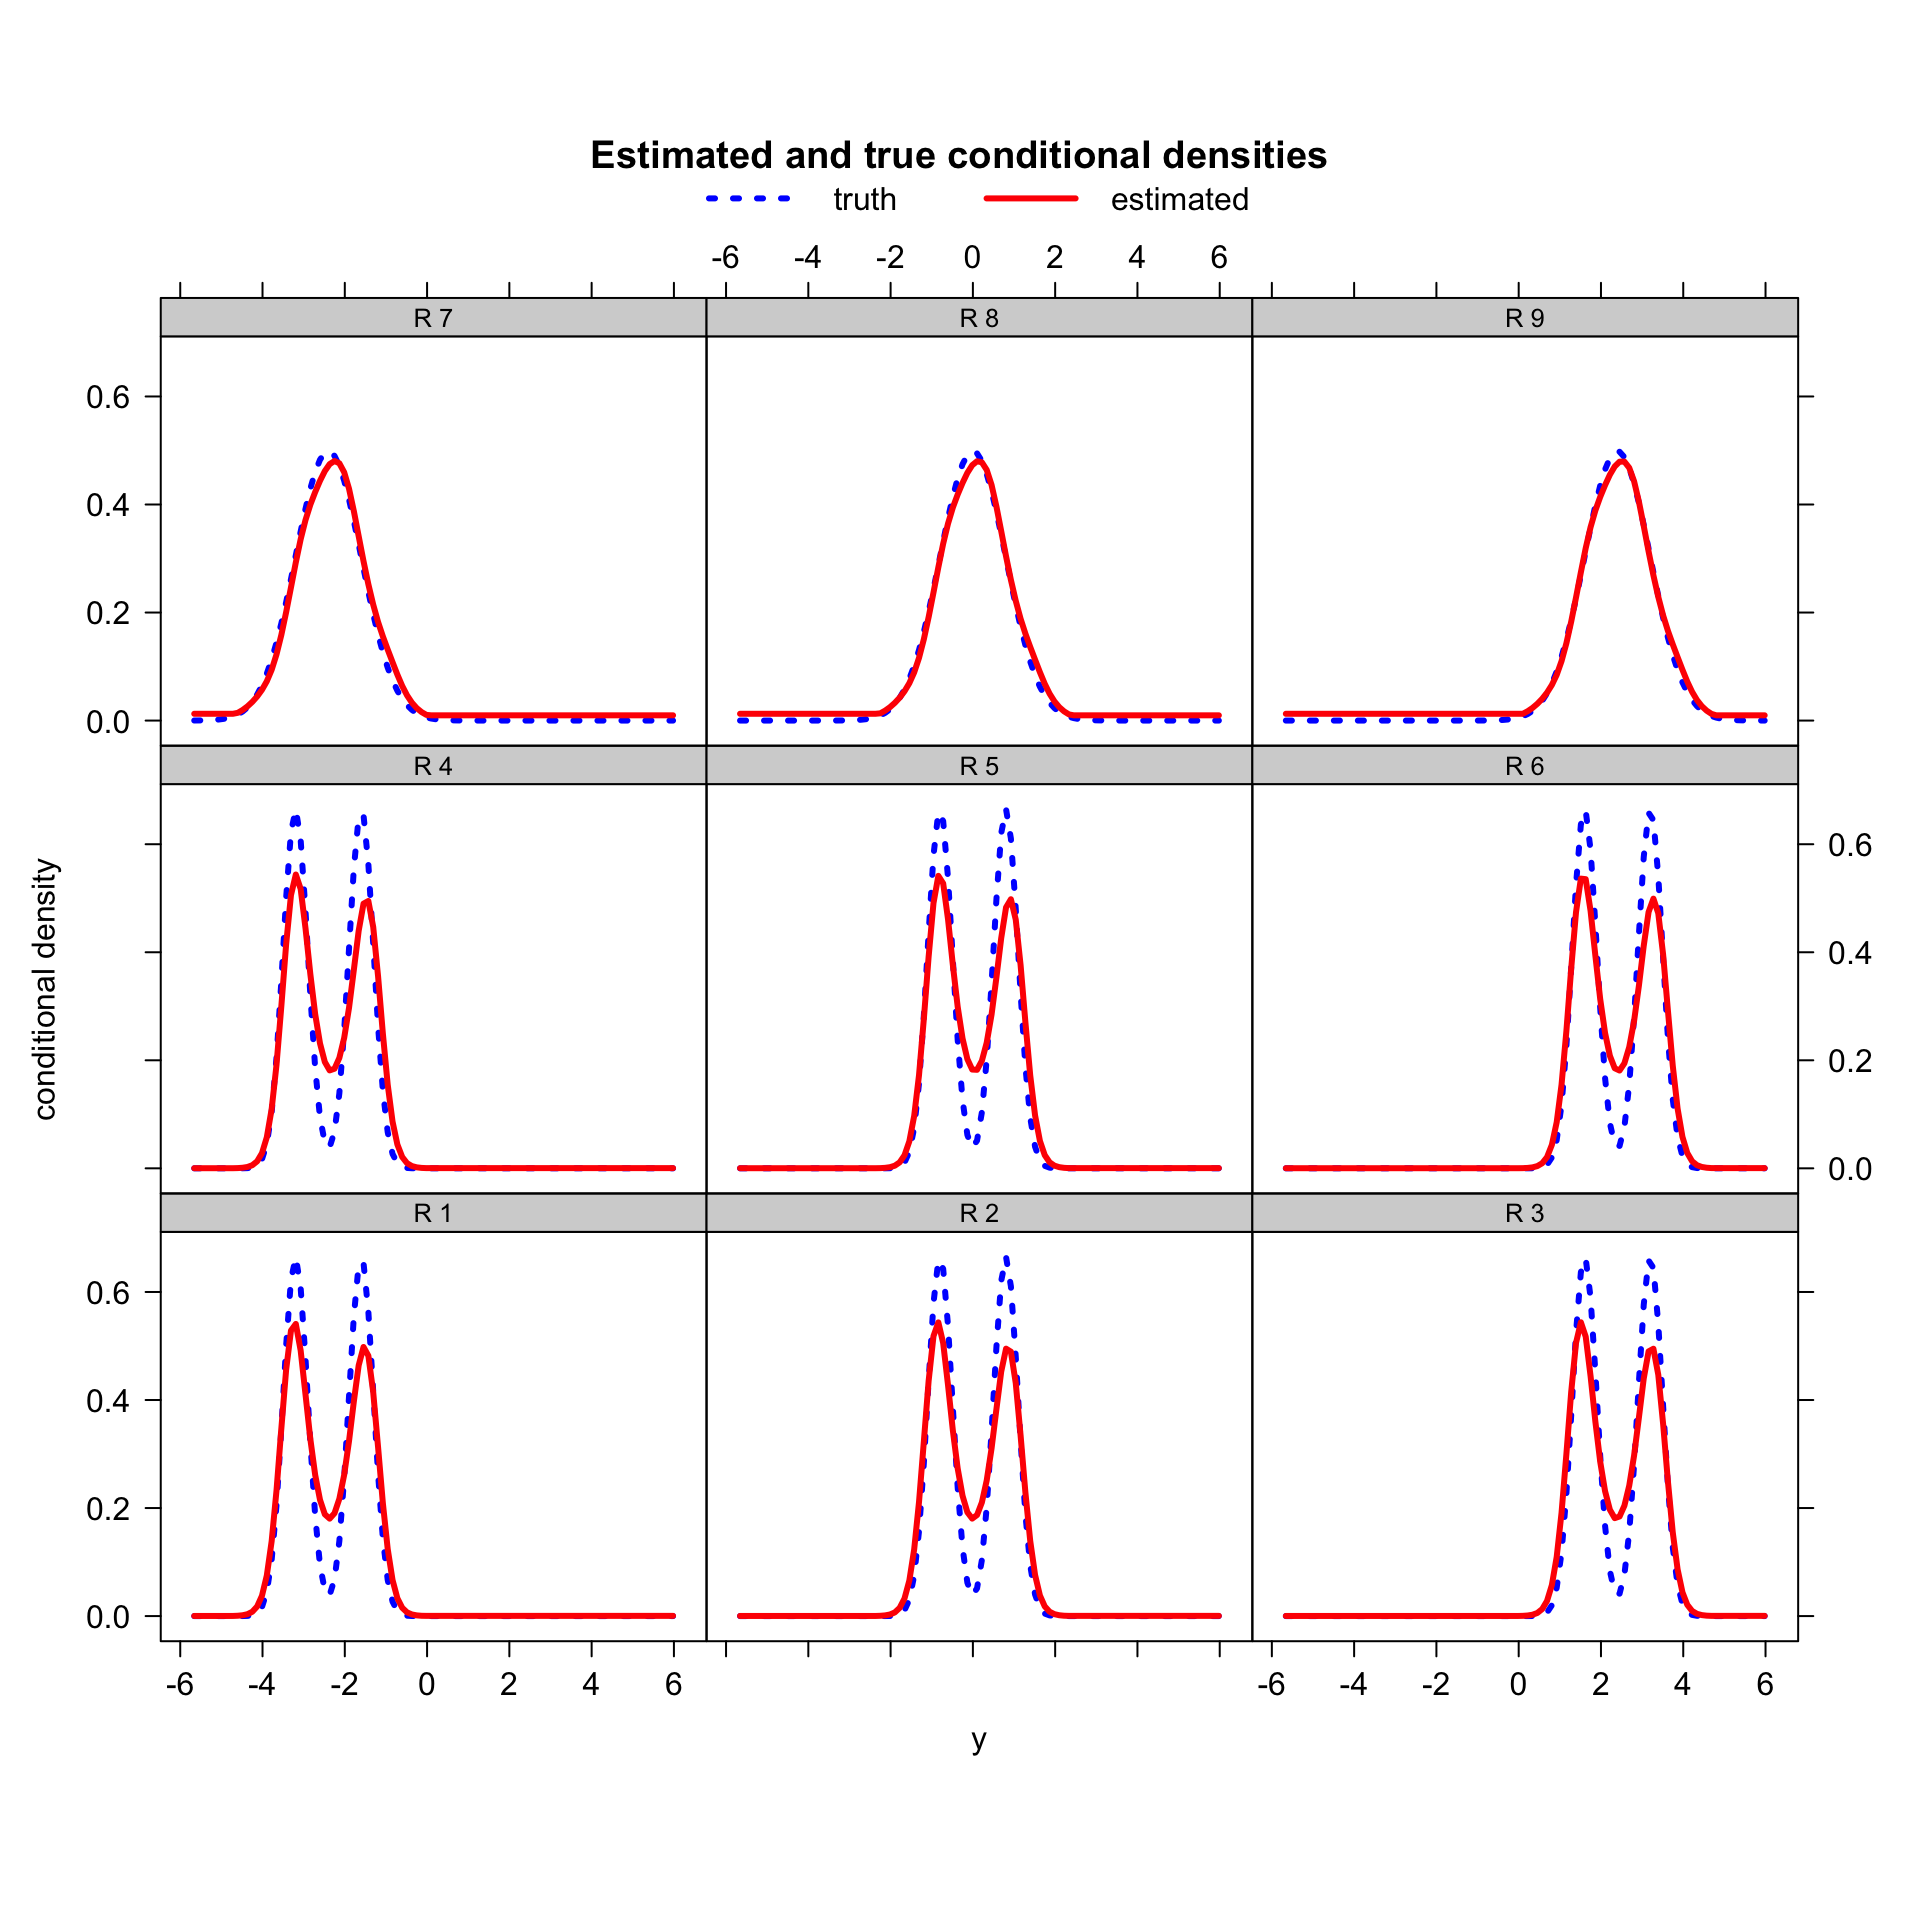 Estimated and true conditional densities
truth estimated
-6 -4 -2 0 2 4 6
R 7 R 8 R 9
0.6
0.4
0.2
0.0
R 4 R 5 R 6
conditional density
0.6
0.4
0.2
0.0
R 1 R 2 R 3
0.6
0.4
0.2
0.0
-6 -4 -2 0 2 4 6 -6 -4 -2 0 2 4 6
y